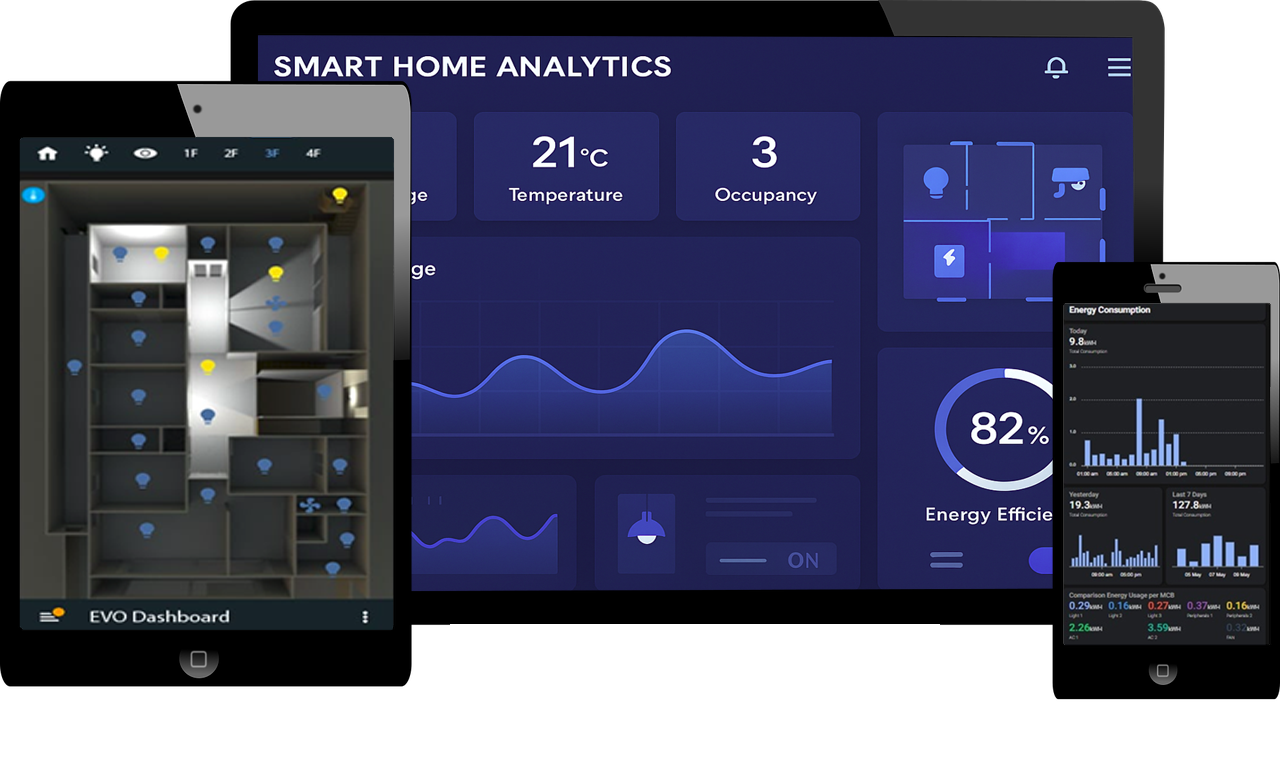 SMART HOME ANALYTICS
21°C
Temperature
3
Occupancy
ge
ge
82%
Energy Efficie
ON
1F 2F 3F 4F
EVO Dashboard
Energy Consumption
Today
9.8kWH
Total Consumption
3.0
2.0
1.0
0.0
01:00 am 05:00 am 09:00 am 01:00 pm 05:00 pm 09:00 pm
Yesterday
19.3kWH
Total Consumption
09:00 am 05:00 pm
Last 7 Days
127.8kWH
Total Consumption
05 May 07 May 09 May
Comparison Energy Usage per MCB
0.29kWH 0.16kWH 0.27kWH 0.37kWH 0.16kWH
Light 1 Light 2 Light 3 Peripherals 1 Peripherals 2
2.26kWH 3.59kWH 0.32kWH
AC 1 AC 2 FAN